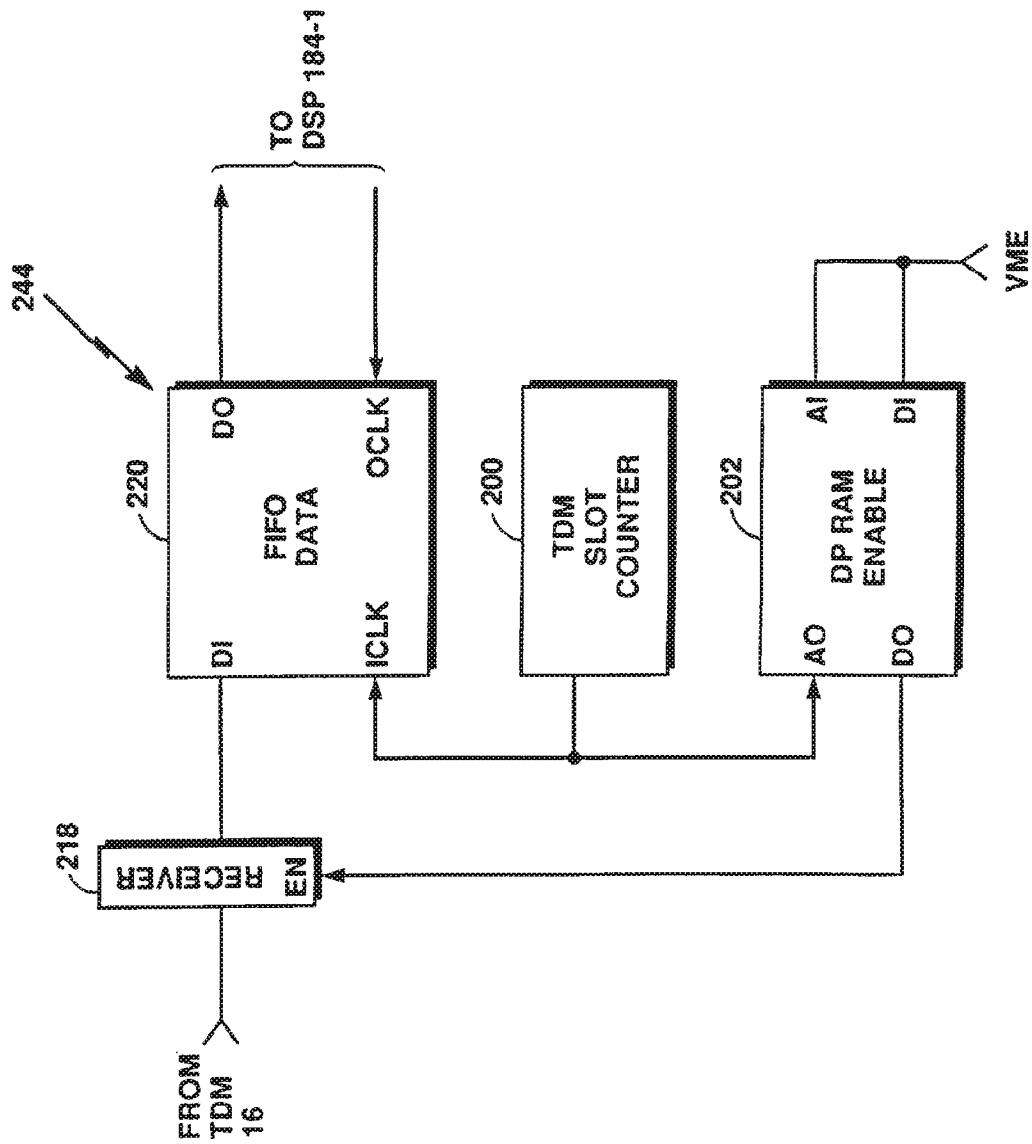 244
FROM
TDM
16
218
RECEIVER
EN
220
DI
DO
FIFO
DATA
ICLK
OCLK
TO
DSP 184-1
200
TDM
SLOT
COUNTER
202
AO
AI
DP RAM
ENABLE
DO
DI
VME